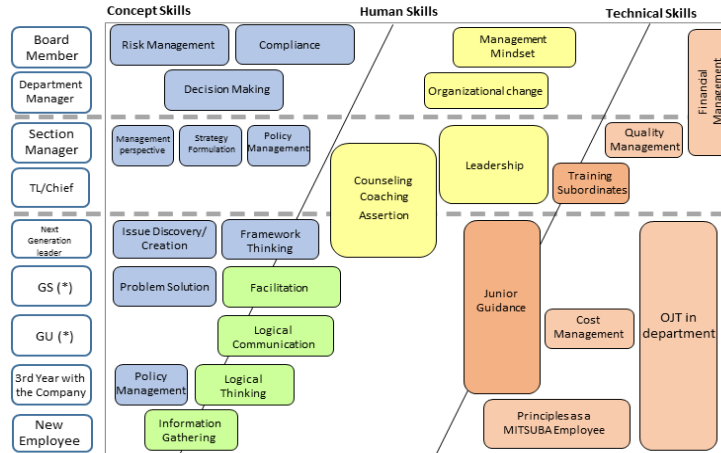 Concept Skills
Human Skills
Technical Skills
Board
Member
Risk Management
Compliance
Management
Mindset
Financial
Management
Department
Manager
Decision Making
Organizational change
Section
Manager
Management
perspective
Strategy
Formulation
Policy
Management
Leadership
Quality
Management
TL/Chief
Counseling
Coaching
Assertion
Training
Subordinates
Next
Generation
leader
Issue Discovery/
Creation
Framework
Thinking
GS (*)
Problem Solution
Facilitation
Junior
Guidance
OJT in
department
GU (*)
Logical
Communication
Cost
Management
3rd Year with
the Company
Policy
Management
Logical
Thinking
New
Employee
Information
Gathering
Principles as a
MITSUBA Employee